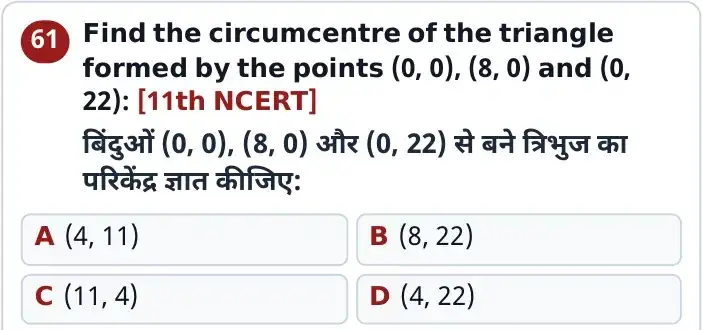 61 Find the circumcentre of the triangle
formed by the points (0, 0), (8, 0) and (0,
22): [11th NCERT]
बिंदुओं (0, 0), (8, 0) और (0, 22) से बने त्रिभुज का
परिकेंद्र ज्ञात कीजिए:
A (4, 11)
B (8, 22)
C (11, 4)
D (4, 22)